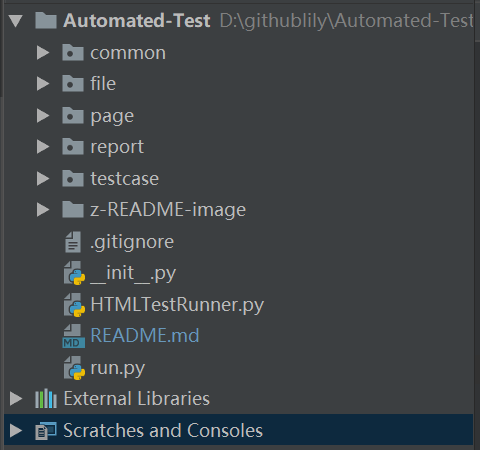 Automated-Test D:\githublily\Automated-Test
common
file
page
report
testcase
z-README-image
.gitignore
__init__.py
HTMLTestRunner.py
MD README.md
run.py
External Libraries
Scratches and Consoles